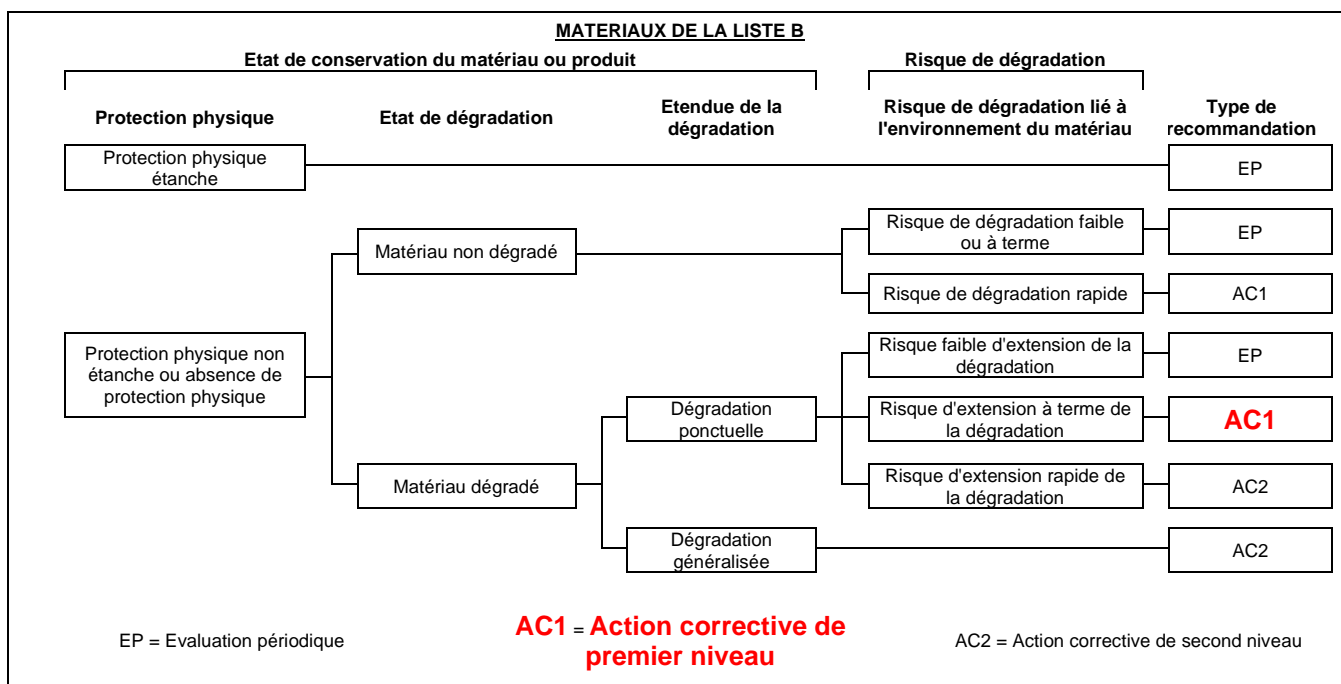 MATERIAUX DE LA LISTE B
Etat de conservation du matériau ou produit
Risque de dégradation
Protection physique
Etat de dégradation
Etendue de la
dégradation
Risque de dégradation lié à
l'environnement du matériau
Type de
recommandation
Protection physique
étanche
EP
Matériau non dégradé
Risque de dégradation faible
ou à terme
EP
Risque de dégradation rapide
AC1
Protection physique non
étanche ou absence de
protection physique
Risque faible d'extension de la
dégradation
EP
Dégradation
ponctuelle
Risque d'extension à terme de
la dégradation
AC1
Matériau dégradé
Risque d'extension rapide de
la dégradation
AC2
Dégradation
généralisée
AC2
EP = Evaluation périodique
AC1 = Action corrective de
premier niveau
AC2 = Action corrective de second niveau